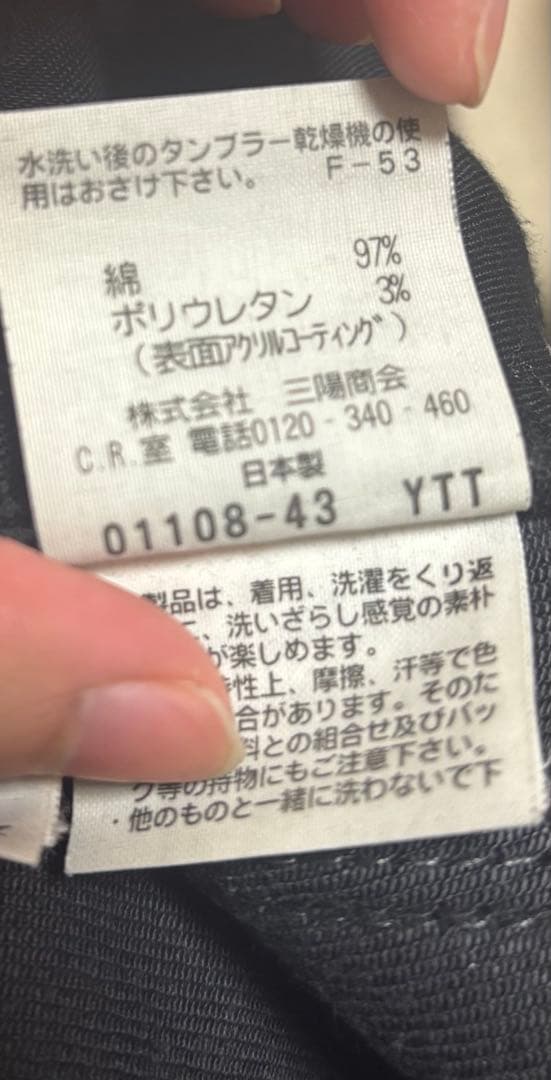 水洗い後のタンブラー乾燥機の使
用はおさけ下さい。 F-53
綿 97%
ポリウレタン 3%
(表面アクリルコーティング)
株式会社 三陽商会
C.R.室 電話0120-340-460
日本製
01108-43 YTT
製品は、着用、洗濯をくり返
、洗いざらし感覚の素朴
が楽しめます。
性上、摩擦、汗等で色
合があります。そのた
料との組合せ及びバッ
グ等の持物にもご注意下さい。
・他のものと一緒に洗わないで下